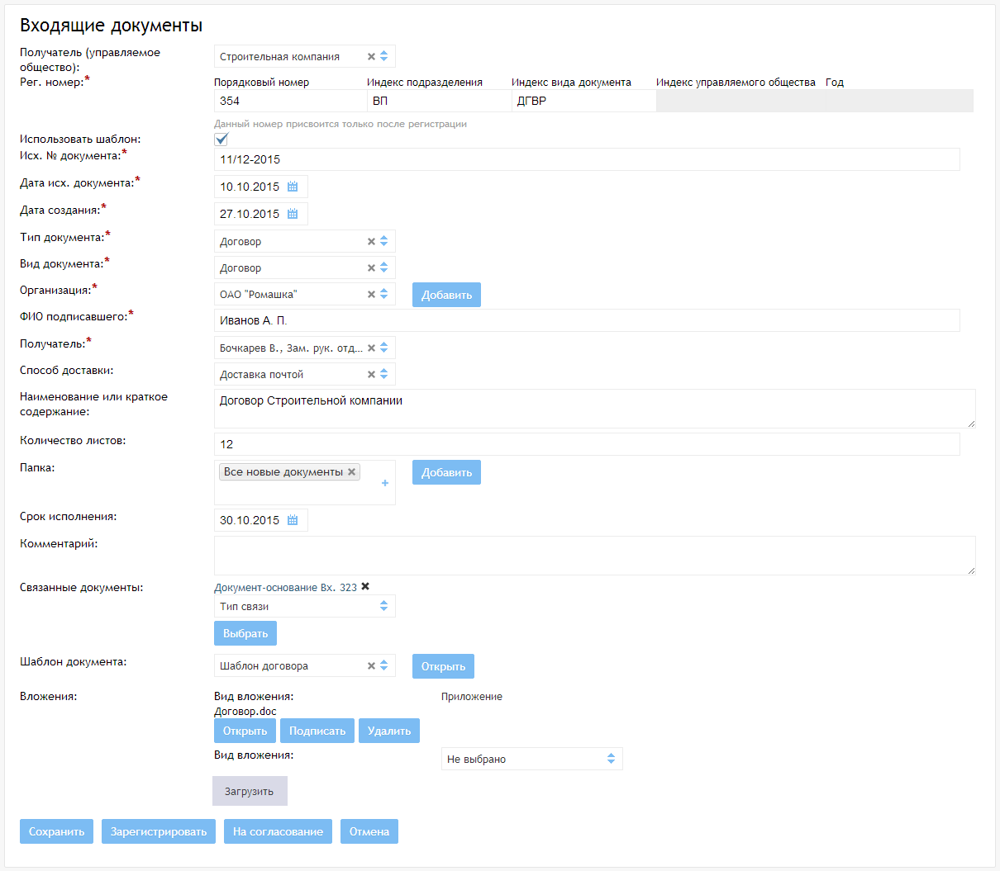 Входящие документы
Получатель (управляемое
общество):
Строительная компания
Рег. номер:*
Порядковый номер Индекс подразделения Индекс вида документа Индекс управляемого общества Год
354 ВП ДГВР
Данный номер присвоится только после регистрации
Использовать шаблон:
Исх. № документа:* 11/12-2015
Дата исх. документа:* 10.10.2015
Дата создания:* 27.10.2015
Тип документа:* Договор
Вид документа:* Договор
Организация:* ОАО "Ромашка" Добавить
ФИО подписавшего:* Иванов А. П.
Получатель:* Бочкарев В., Зам. рук. отд...
Способ доставки: Доставка почтой
Наименование или краткое
содержание:
Договор Строительной компании
Количество листов: 12
Папка: Все новые документы Добавить
Срок исполнения: 30.10.2015
Комментарий:
Связанные документы: Документ-основание Вх. 323
Тип связи
Выбрать
Шаблон документа: Шаблон договора Открыть
Вложения: Вид вложения: Приложение
Договор.doc
Открыть Подписать Удалить
Вид вложения: Не выбрано
Загрузить
Сохранить Зарегистрировать На согласование Отмена